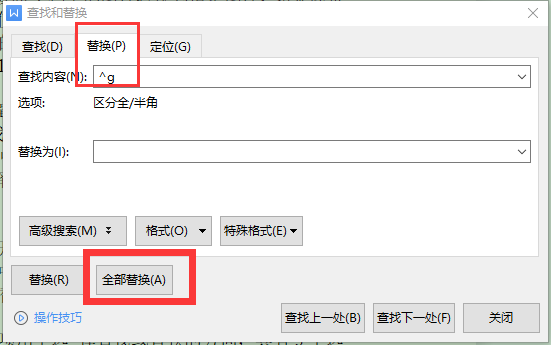 查找和替换
查找(D) 替换(P) 定位(G)
查找内容(N): ^g
选项: 区分全/半角
替换为(I):
高级搜索(M) 格式(O) 特殊格式(E)
替换(R) 全部替换(A)
操作技巧 查找上一处(B) 查找下一处(F) 关闭